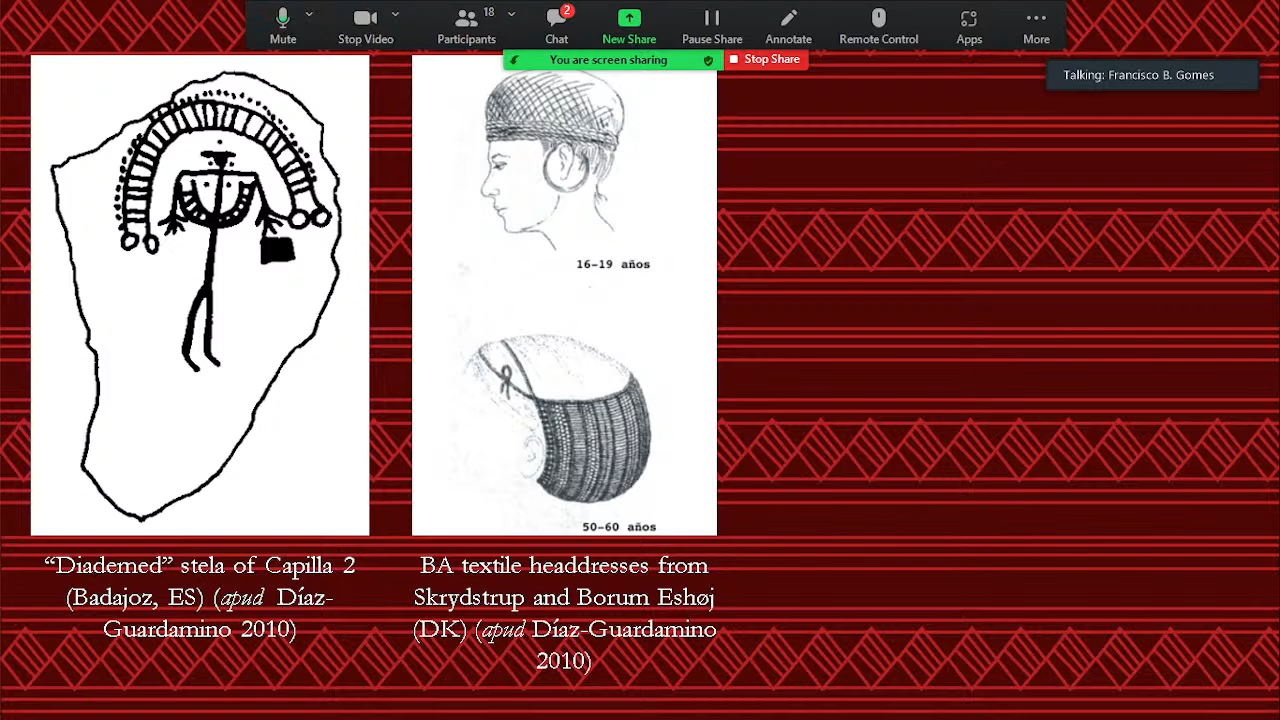 Mute
Stop Video
18
Participants
2
Chat
New Share
Pause Share
Annotate
Remote Control
Apps
More
You are screen sharing
Stop Share
Talking: Francisco B. Gomes
16-19 años
50-60 años
“Diademed” stela of Capilla 2
(Badajoz, ES) (apud Díaz-
Guardamino 2010)
BA textile headdresses from
Skrydstrup and Borum Eshøj
(DK) (apud Díaz-Guardamino
2010)